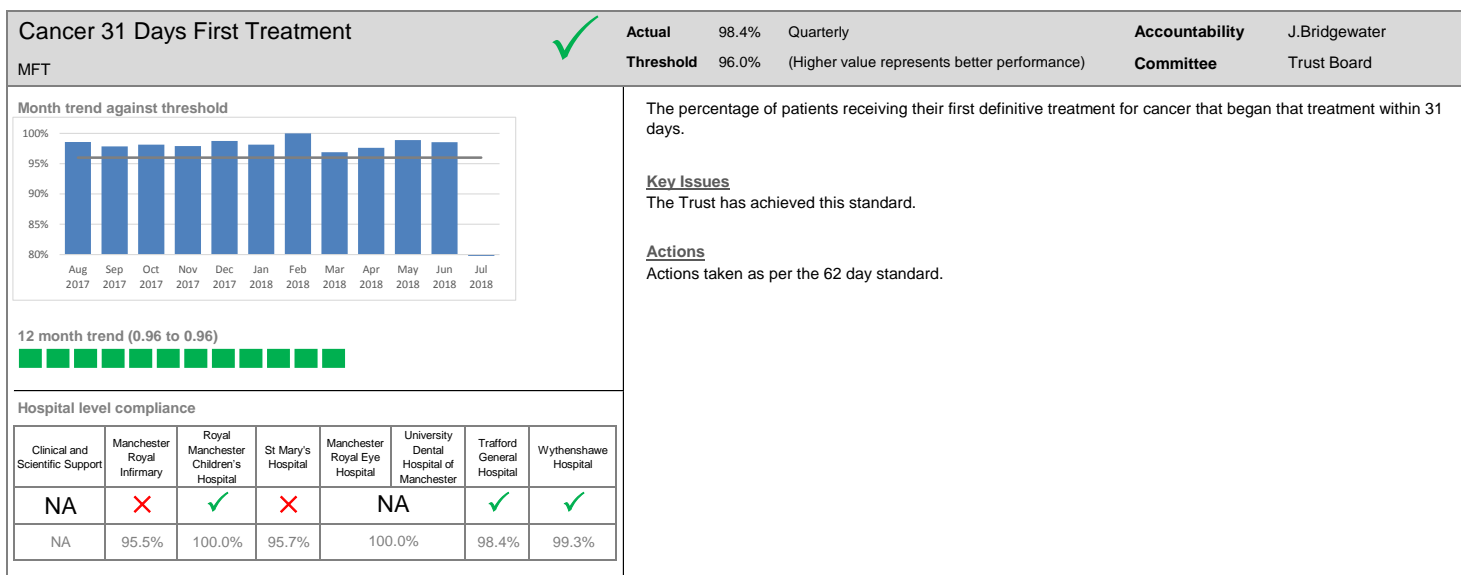 Cancer 31 Days First Treatment
MFT
Actual 98.4% Quarterly
Threshold 96.0% (Higher value represents better performance)
Accountability J.Bridgewater
Committee Trust Board
Month trend against threshold
100%
95%
90%
85%
80%
Aug Sep Oct Nov Dec Jan Feb Mar Apr May Jun Jul
2017 2017 2017 2017 2017 2018 2018 2018 2018 2018 2018 2018
12 month trend (0.96 to 0.96)
Hospital level compliance
Clinical and
Scientific Support
Manchester
Royal
Infirmary
Royal
Manchester
Children's
Hospital
St Mary's
Hospital
Manchester
Royal Eye
Hospital
University
Dental
Hospital of
Manchester
Trafford
General
Hospital
Wythenshawe
Hospital
NA NA
NA 95.5% 100.0% 95.7% 100.0% 98.4% 99.3%
The percentage of patients receiving their first definitive treatment for cancer that began that treatment within 31
days.
Key Issues
The Trust has achieved this standard.
Actions
Actions taken as per the 62 day standard.